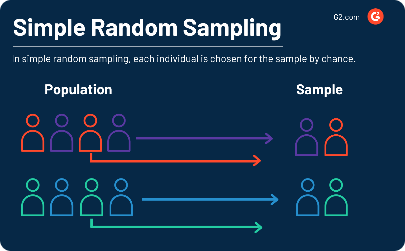 G2.com
Simple Random Sampling
In simple random sampling, each individual is chosen for the sample by chance.
Population
Sample